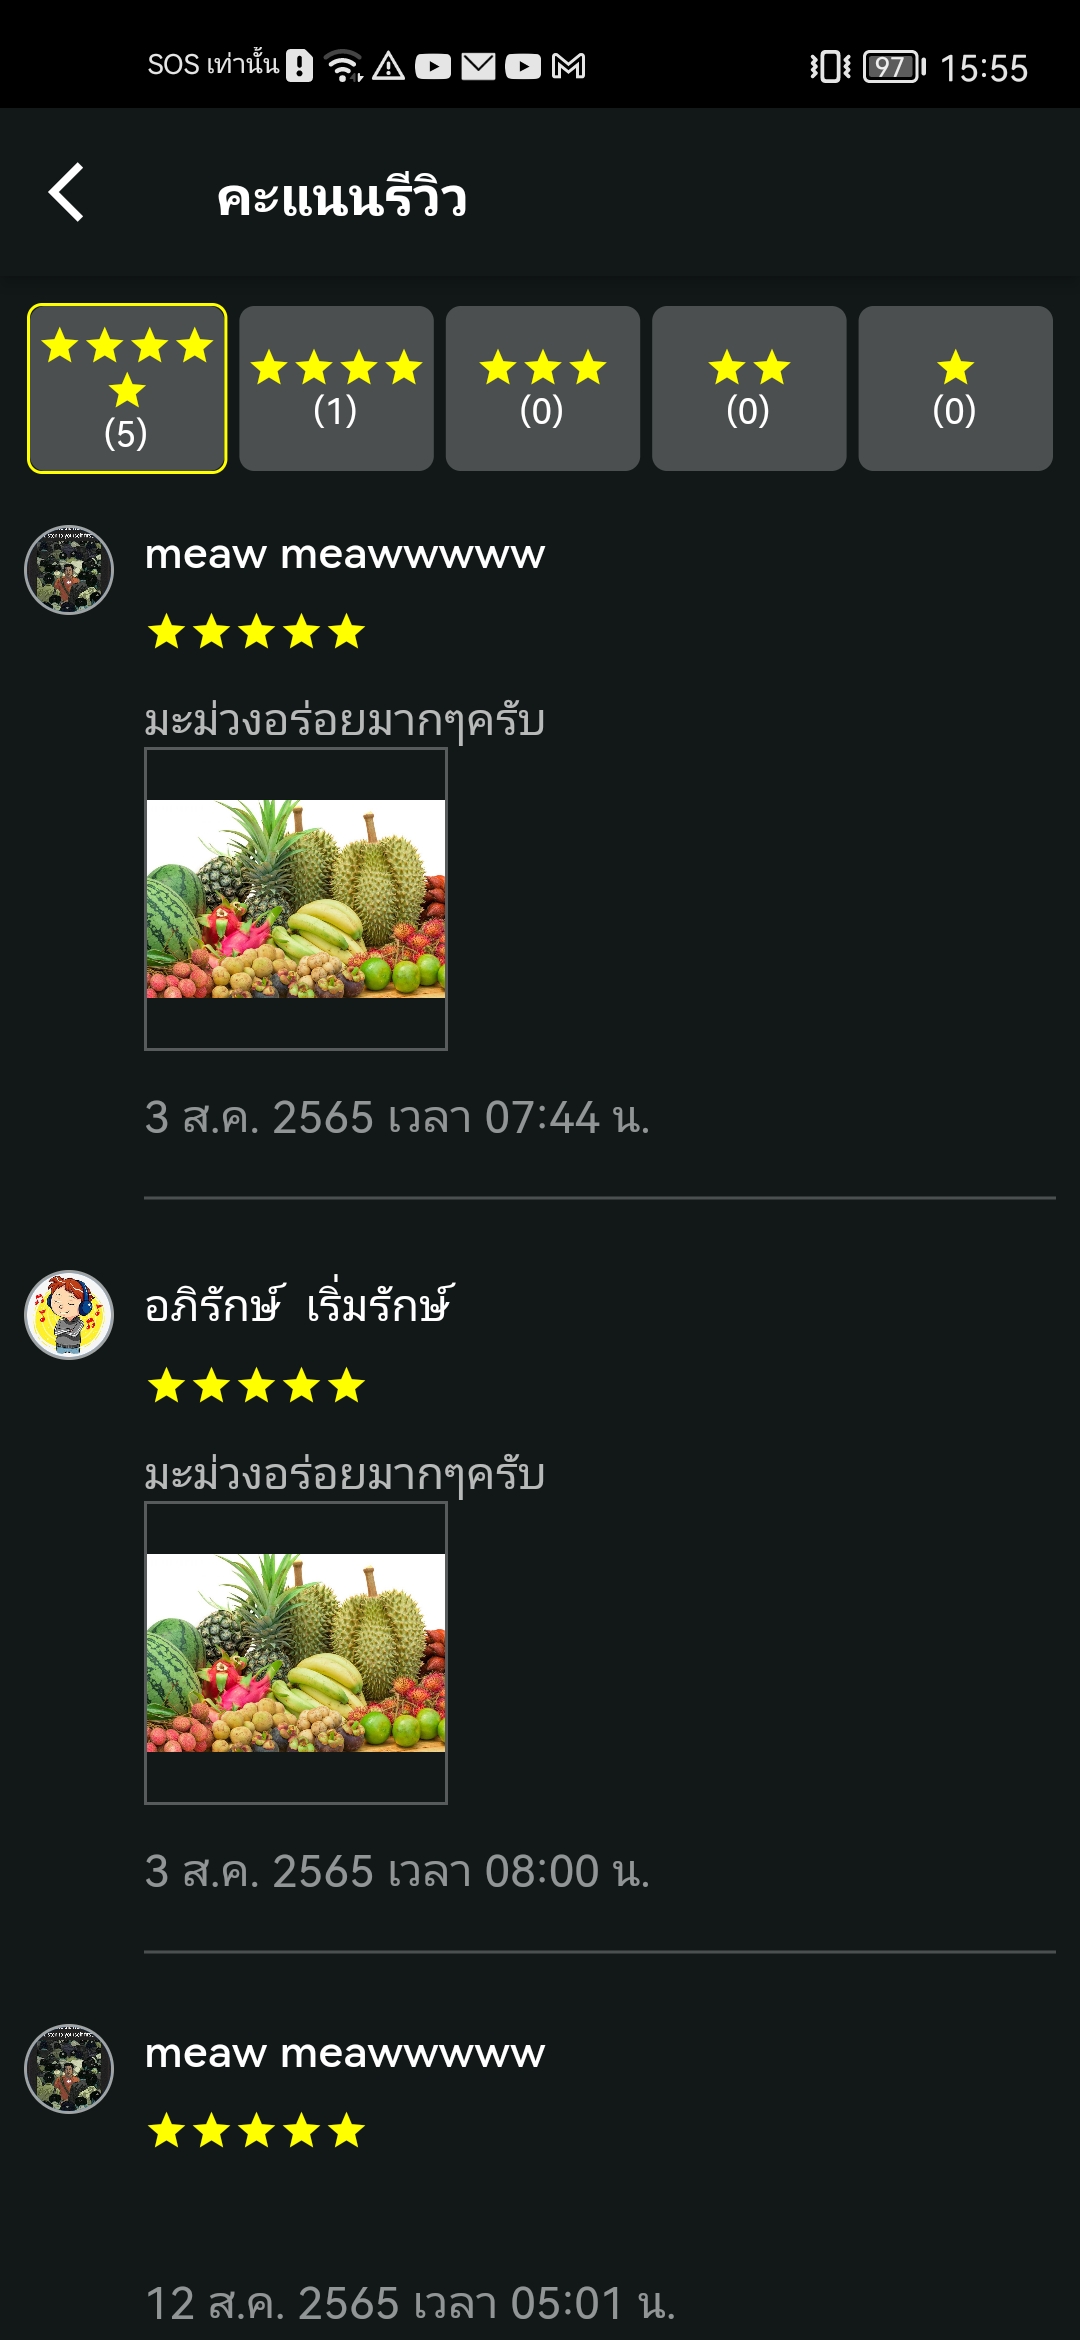 SOS เท่านั้น 97 15:55
คะแนนรีวิว
(5) (1) (0) (0) (0)
meaw meawwwww
มะม่วงอร่อยมากๆครับ
3 ส.ค. 2565 เวลา 07:44 น.
อภิรักษ์ เริ่มรักษ์
มะม่วงอร่อยมากๆครับ
3 ส.ค. 2565 เวลา 08:00 น.
meaw meawwwww
12 ส.ค. 2565 เวลา 05:01 น.